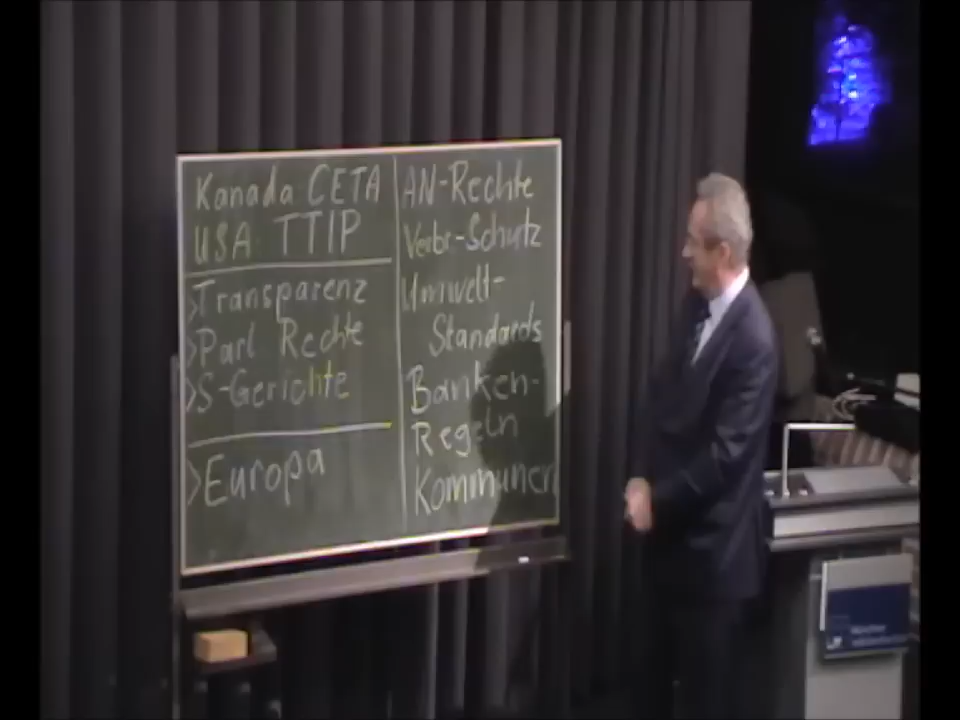 Kanada CETA
USA TTIP
>Transparenz
>Parl Rechte
>S-Gerichte
>Europa
AN-Rechte
Verbr-Schutz
Umwelt-
Standards
Banken-
Regeln
Kommunen